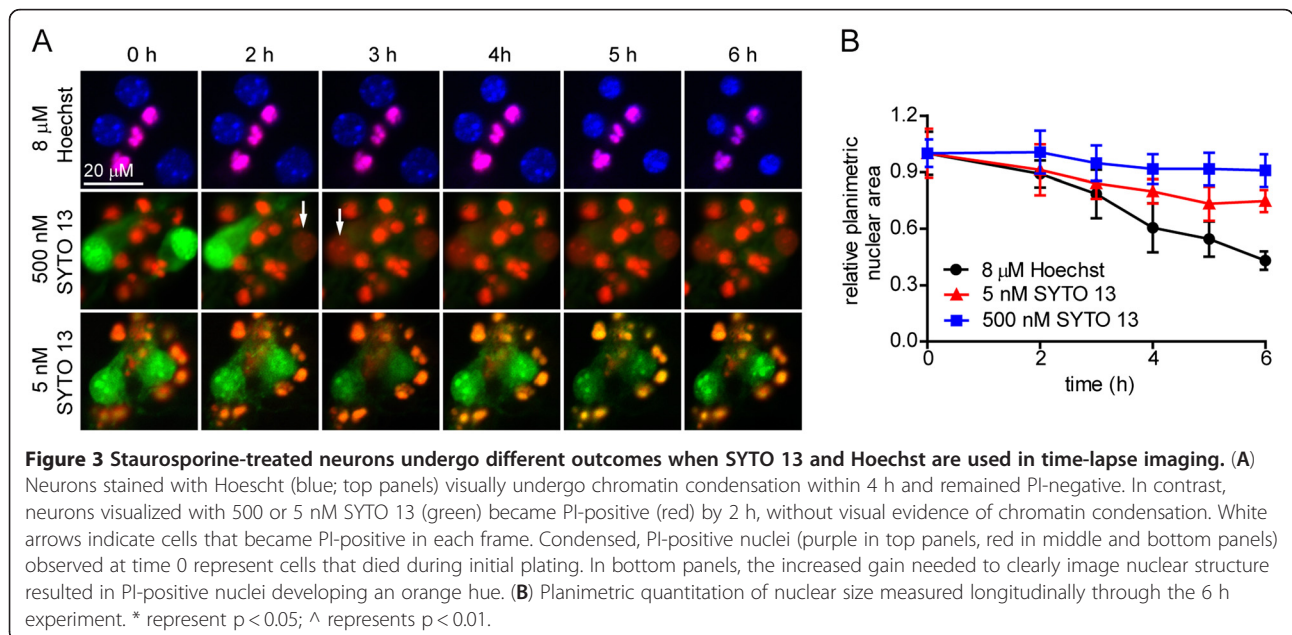 A
0 h 2 h 3 h 4h 5 h 6 h
8 µM
Hoechst
20 µM
500 nM
SYTO 13
5 nM
SYTO 13
B
1.2
0.9
0.6
0.3
0.0
relative planimetric
nuclear area
8 µM Hoechst
5 nM SYTO 13
500 nM SYTO 13
0 2 4 6
time (h)
Figure 3 Staurosporine-treated neurons undergo different outcomes when SYTO 13 and Hoechst are used in time-lapse imaging. (A)
Neurons stained with Hoescht (blue; top panels) visually undergo chromatin condensation within 4 h and remained PI-negative. In contrast,
neurons visualized with 500 or 5 nM SYTO 13 (green) became PI-positive (red) by 2 h, without visual evidence of chromatin condensation. White
arrows indicate cells that became PI-positive in each frame. Condensed, PI-positive nuclei (purple in top panels, red in middle and bottom panels)
observed at time 0 represent cells that died during initial plating. In bottom panels, the increased gain needed to clearly image nuclear structure
resulted in PI-positive nuclei developing an orange hue. (B) Planimetric quantitation of nuclear size measured longitudinally through the 6 h
experiment. * represent p < 0.05; ^ represents p < 0.01.